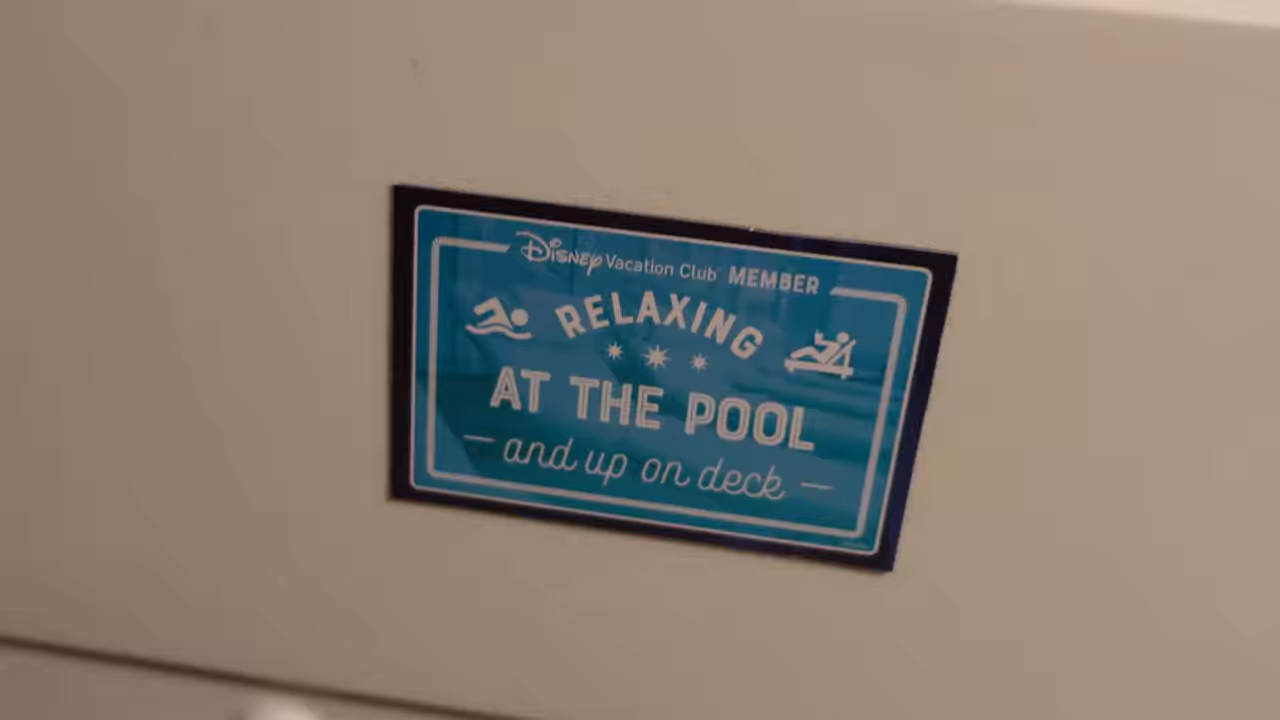 Disney Vacation Club MEMBER
RELAXING
AT THE POOL
— and up on deck —